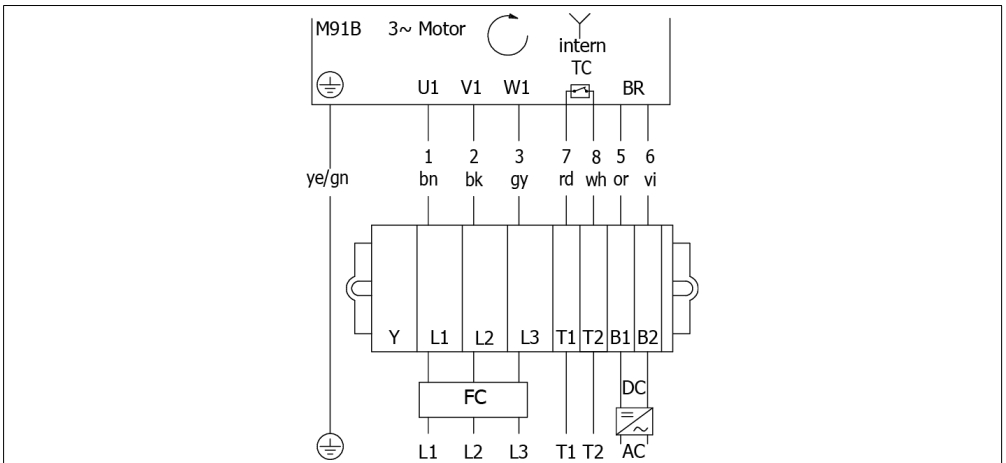 M91B 3~ Motor
intern
TC
U1 V1 W1 BR
1 2 3 7 8 5 6
ye/gn bn bk gy rd wh or vi
Y L1 L2 L3 T1 T2 B1 B2
FC DC
L1 L2 L3 T1 T2 AC